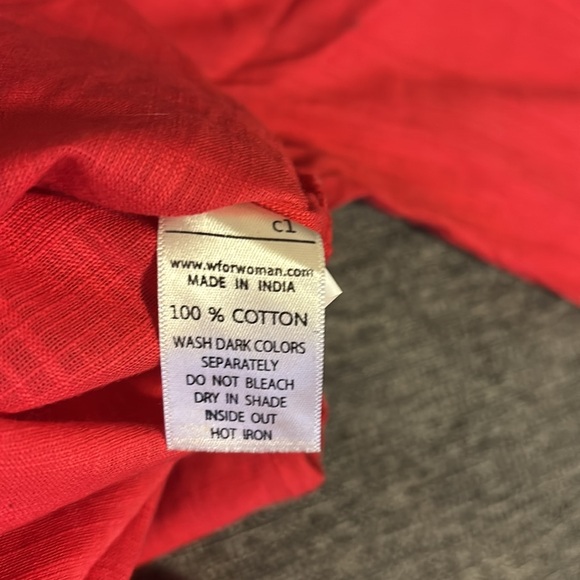 c1
www.wforwoman.com
MADE IN INDIA
100 % COTTON
WASH DARK COLORS
SEPARATELY
DO NOT BLEACH
DRY IN SHADE
INSIDE OUT
HOT IRON